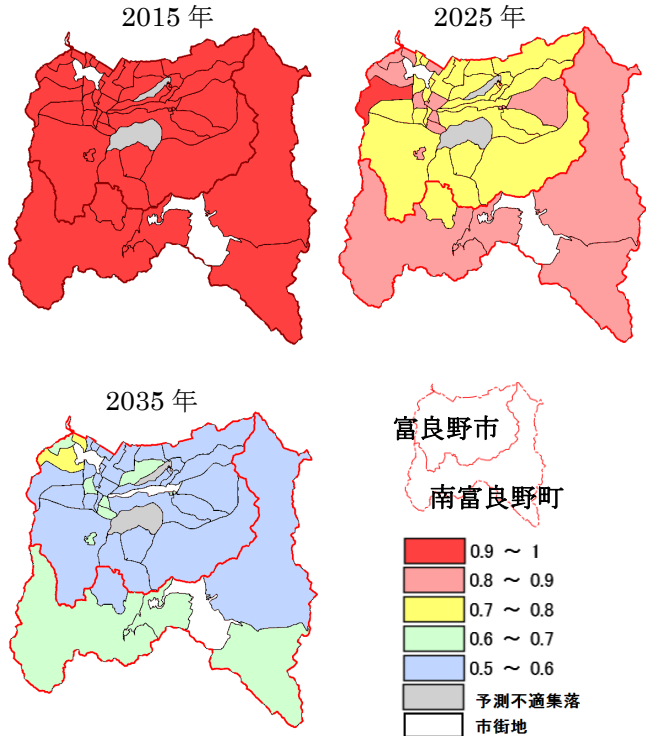 2015 年
2025 年
2035 年
富良野市
南富良野町
0.9 ～ 1
0.8 ～ 0.9
0.7 ～ 0.8
0.6 ～ 0.7
0.5 ～ 0.6
予測不適集落
市街地